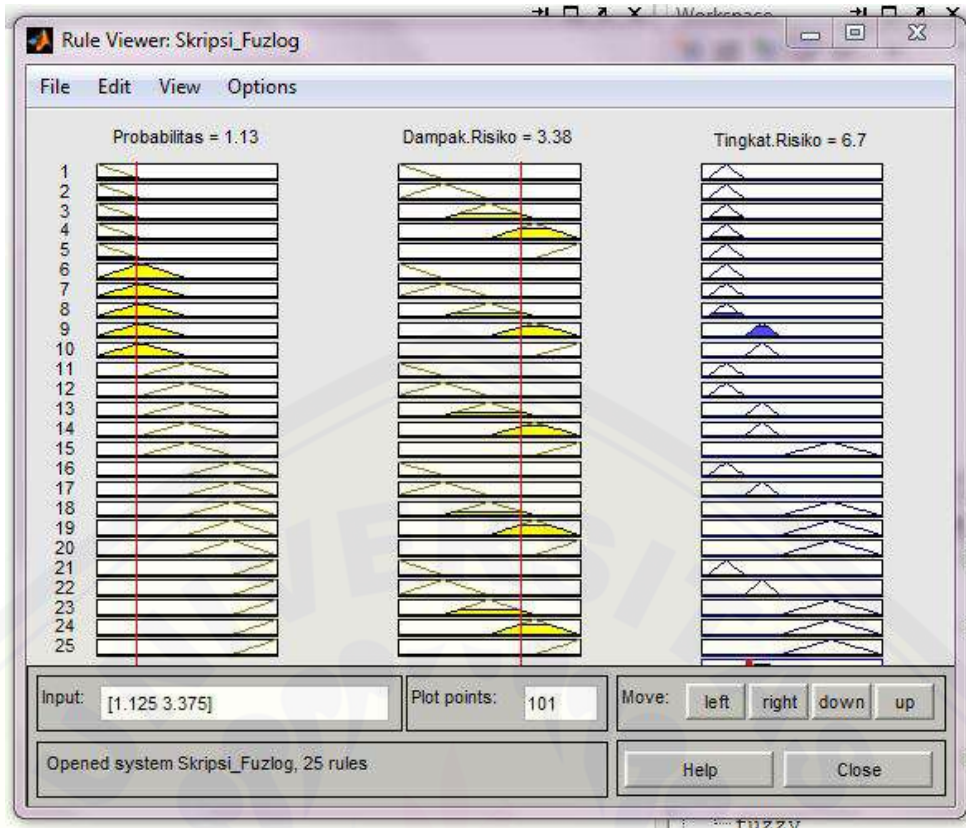 Workspace
Rule Viewer: Skripsi_Fuzlog
File Edit View Options
Probabilitas = 1.13
Dampak.Risiko = 3.38
Tingkat.Risiko = 6.7
1
2
3
4
5
6
7
8
9
10
11
12
13
14
15
16
17
18
19
20
21
22
23
24
25
Input: [1.125 3.375]
Plot points: 101
Move: left right down up
Opened system Skripsi_Fuzlog, 25 rules
Help Close
fuzzy